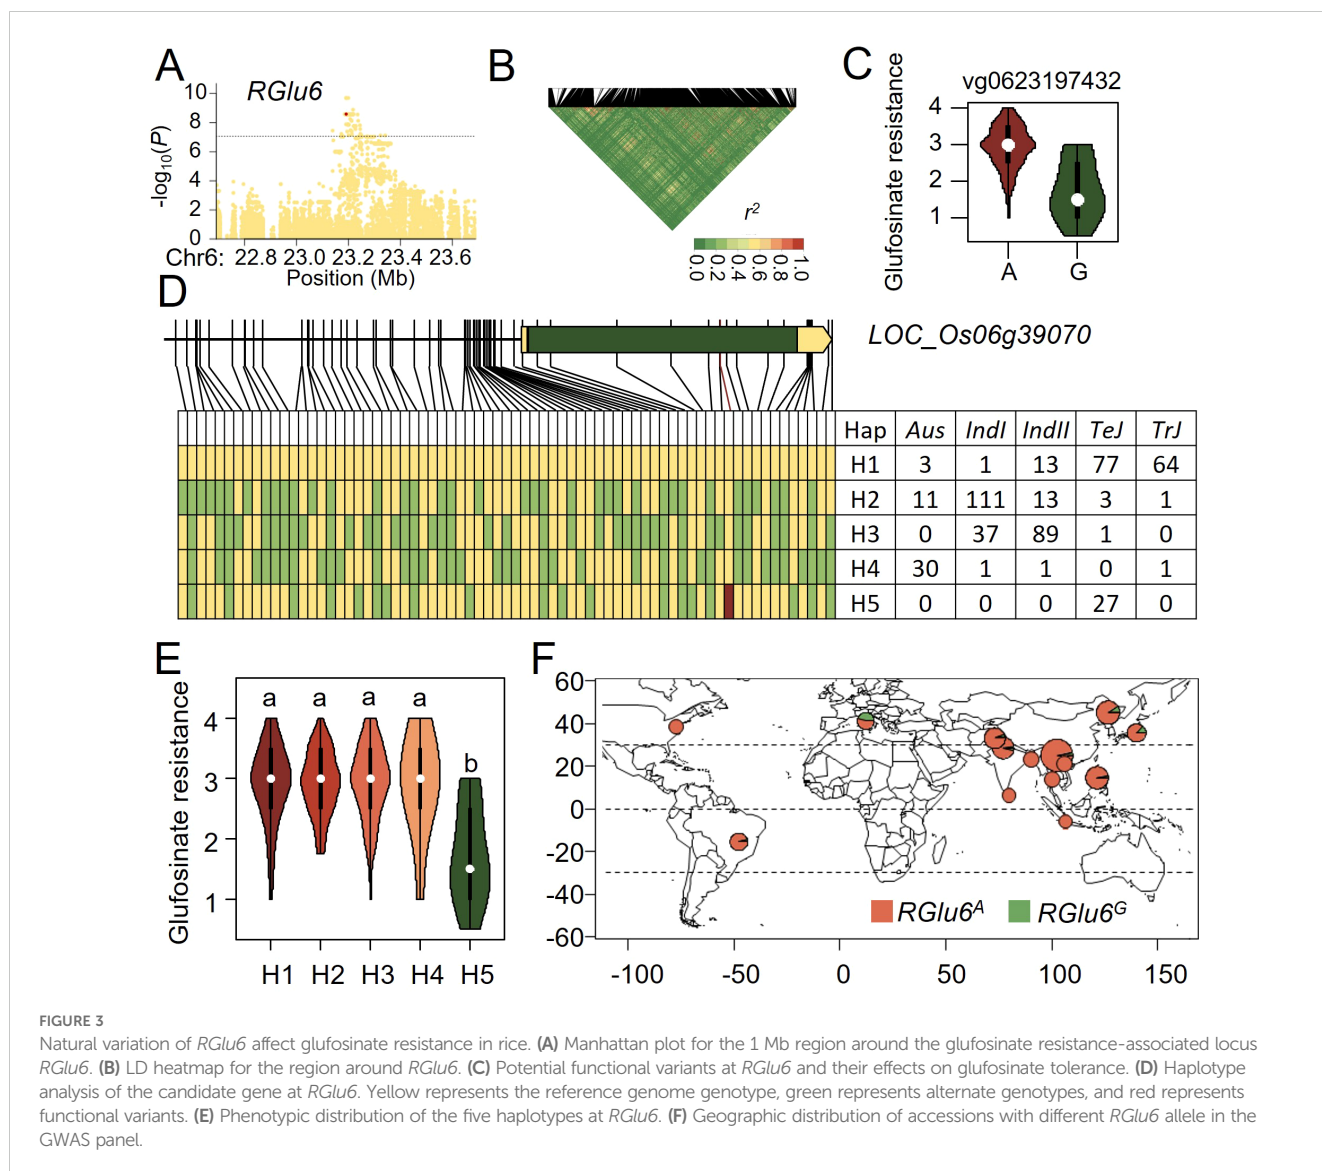 A
RGlu6
-log10(P)
10
8
6
4
2
0
Chr6: 22.8 23.0 23.2 23.4 23.6
Position (Mb)
B
r²
0.0 0.2 0.4 0.6 0.8 1.0
C
vg0623197432
Glufosinate resistance
4
3
2
1
A G
D
LOC_Os06g39070
Hap Aus IndI IndII TeJ TrJ
H1 3 1 13 77 64
H2 11 111 13 3 1
H3 0 37 89 1 0
H4 30 1 1 0 1
H5 0 0 0 27 0
E
Glufosinate resistance
a a a a b
4
3
2
1
H1 H2 H3 H4 H5
F
60
40
20
0
-20
-40
-60
RGlu6ᴬ RGlu6ᴳ
-100 -50 0 50 100 150
FIGURE 3
Natural variation of RGlu6 affect glufosinate resistance in rice. (A) Manhattan plot for the 1 Mb region around the glufosinate resistance-associated locus
RGlu6. (B) LD heatmap for the region around RGlu6. (C) Potential functional variants at RGlu6 and their effects on glufosinate tolerance. (D) Haplotype
analysis of the candidate gene at RGlu6. Yellow represents the reference genome genotype, green represents alternate genotypes, and red represents
functional variants. (E) Phenotypic distribution of the five haplotypes at RGlu6. (F) Geographic distribution of accessions with different RGlu6 allele in the
GWAS panel.